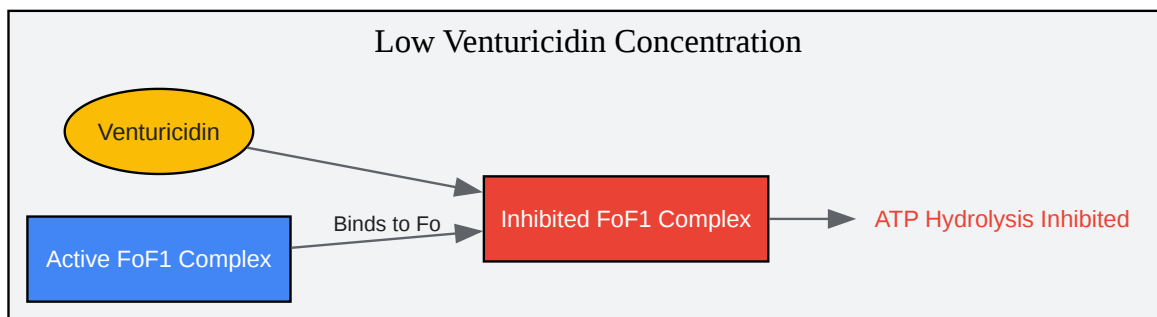 Low Venturicidin Concentration
Venturicidin
Binds to Fo
Active FoF1 Complex
Inhibited FoF1 Complex
ATP Hydrolysis Inhibited